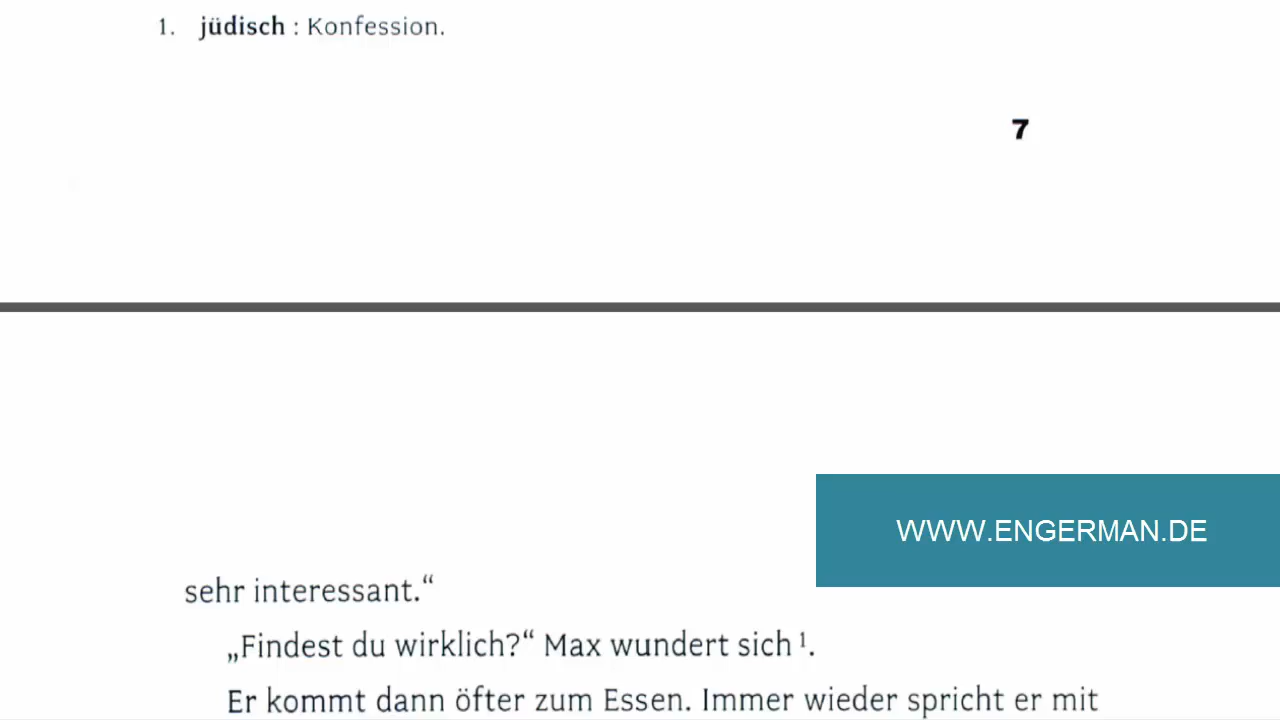 1. jüdisch : Konfession.
7
WWW.ENGERMAN.DE
sehr interessant.“
„Findest du wirklich?“ Max wundert sich ¹.
Er kommt dann öfter zum Essen. Immer wieder spricht er mit